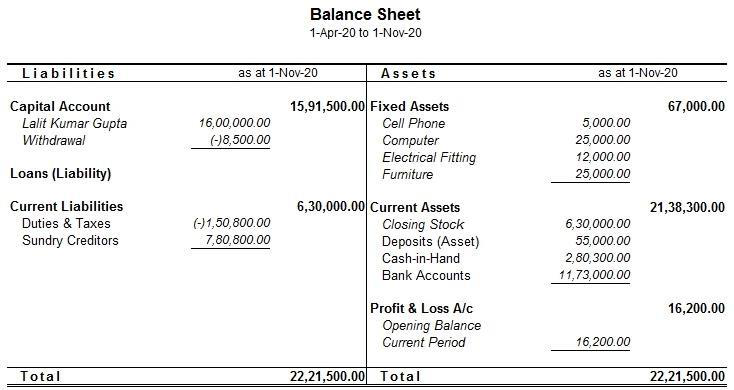 Balance Sheet
1-Apr-20 to 1-Nov-20
Liabilities as at 1-Nov-20 Assets as at 1-Nov-20
Capital Account 15,91,500.00 Fixed Assets 67,000.00
Lalit Kumar Gupta 16,00,000.00 Cell Phone 5,000.00
Withdrawal (-)8,500.00 Computer 25,000.00
Electrical Fitting 12,000.00
Loans (Liability) Furniture 25,000.00
Current Liabilities 6,30,000.00 Current Assets 21,38,300.00
Duties & Taxes (-)1,50,800.00 Closing Stock 6,30,000.00
Sundry Creditors 7,80,800.00 Deposits (Asset) 55,000.00
Cash-in-Hand 2,80,300.00
Bank Accounts 11,73,000.00
Profit & Loss A/c 16,200.00
Opening Balance
Current Period 16,200.00
Total 22,21,500.00 Total 22,21,500.00